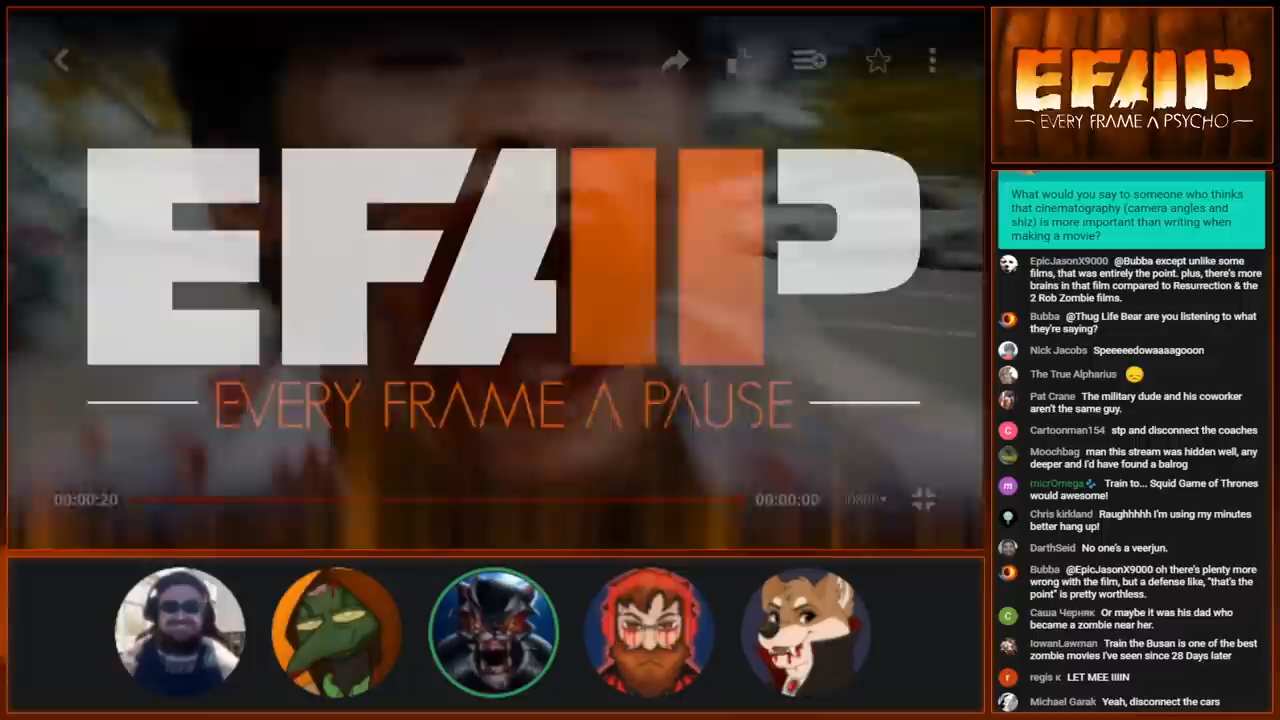 EFAP
EVERY FRAME A PAUSE
00:00:20
00:00:00
EFAP
EVERY FRAME A PSYCHO
What would you say to someone who thinks
that cinematography (camera angles and
shiz) is more important than writing when
making a movie?
EpicJasonX9000 @Bubba except unlike some
films, that was entirely the point. plus, there's more
brains in that film compared to Resurrection & the
2 Rob Zombie films.
Bubba @Thug Life Bear are you listening to what
they're saying?
Nick Jacobs Speeeeedowaaaagooon
The True Alpharius 😞
Pat Crane The military dude and his coworker
aren't the same guy.
C Cartoonman154 stp and disconnect the coaches
Moochbag man this stream was hidden well, any
deeper and I'd have found a balrog
m micrOmega Train to... Squid Game of Thrones
would awesome!
Chris kirkland Raughhhhh I'm using my minutes
better hang up!
DarthSeid No one's a veerjun.
Bubba @EpicJasonX9000 oh there's plenty more
wrong with the film, but a defense like, "that's the
point" is pretty worthless.
С Саша Черняк Or maybe it was his dad who
became a zombie near her.
IowanLawman Train the Busan is one of the best
zombie movies I've seen since 28 Days later
r regis к LET MEE IIIIN
Michael Garak Yeah, disconnect the cars